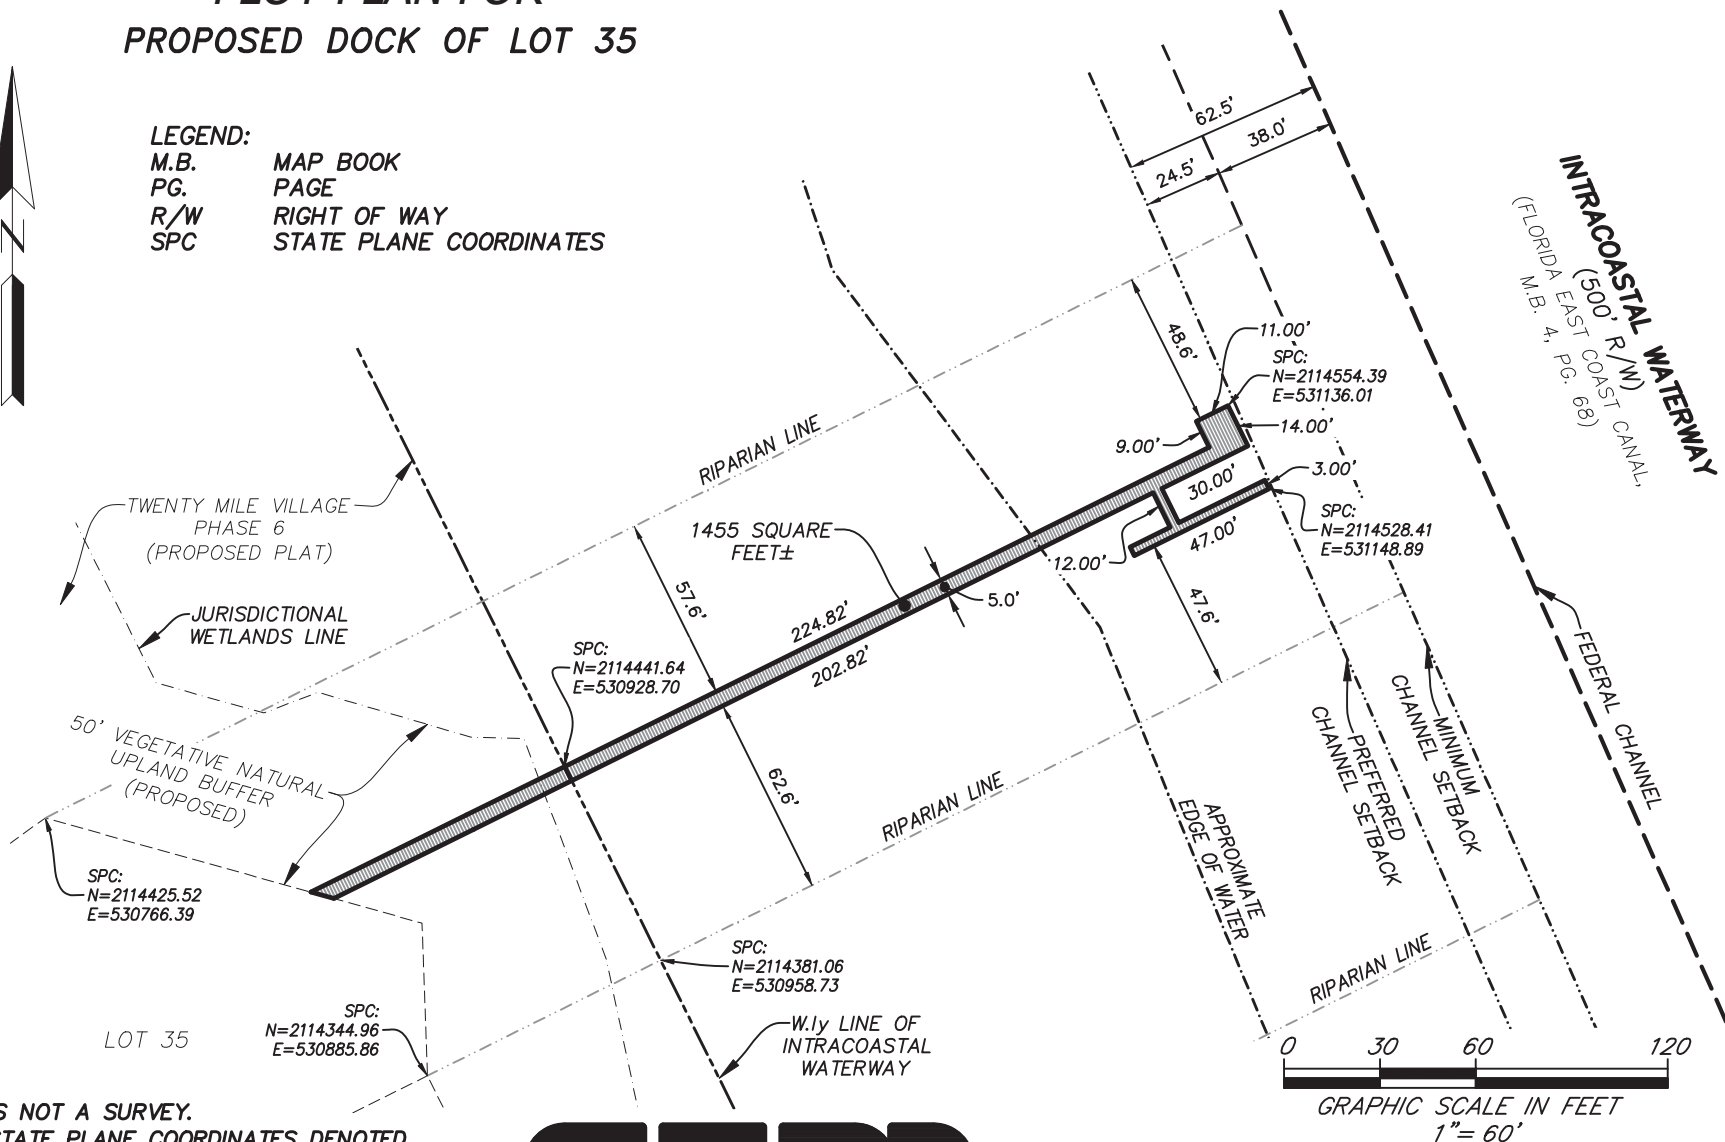 PROPOSED DOCK OF LOT 35
LEGEND:
M.B. MAP BOOK
PG. PAGE
R/W RIGHT OF WAY
SPC STATE PLANE COORDINATES
N
62.5'
38.0'
24.5'
INTRACOASTAL WATERWAY
(500' R/W)
(FLORIDA EAST COAST CANAL,
M.B. 4, PG. 68)
48.6'
11.00'
SPC:
N=2114554.39
E=531136.01
14.00'
9.00'
RIPARIAN LINE
30.00'
3.00'
SPC:
N=2114528.41
E=531148.89
47.00'
12.00'
TWENTY MILE VILLAGE
PHASE 6
(PROPOSED PLAT)
1455 SQUARE
FEET±
57.6'
5.0'
47.6'
224.82'
202.82'
JURISDICTIONAL
WETLANDS LINE
SPC:
N=2114441.64
E=530928.70
FEDERAL CHANNEL
MINIMUM
CHANNEL SETBACK
PREFERRED
CHANNEL SETBACK
50' VEGETATIVE NATURAL
UPLAND BUFFER
(PROPOSED)
62.6'
RIPARIAN LINE
APPROXIMATE
EDGE OF WATER
SPC:
N=2114425.52
E=530766.39
SPC:
N=2114381.06
E=530958.73
RIPARIAN LINE
SPC:
N=2114344.96
E=530885.86
LOT 35
W.ly LINE OF
INTRACOASTAL
WATERWAY
0 30 60 120
GRAPHIC SCALE IN FEET
1"= 60'
S NOT A SURVEY.
STATE PLANE COORDINATES DENOTED